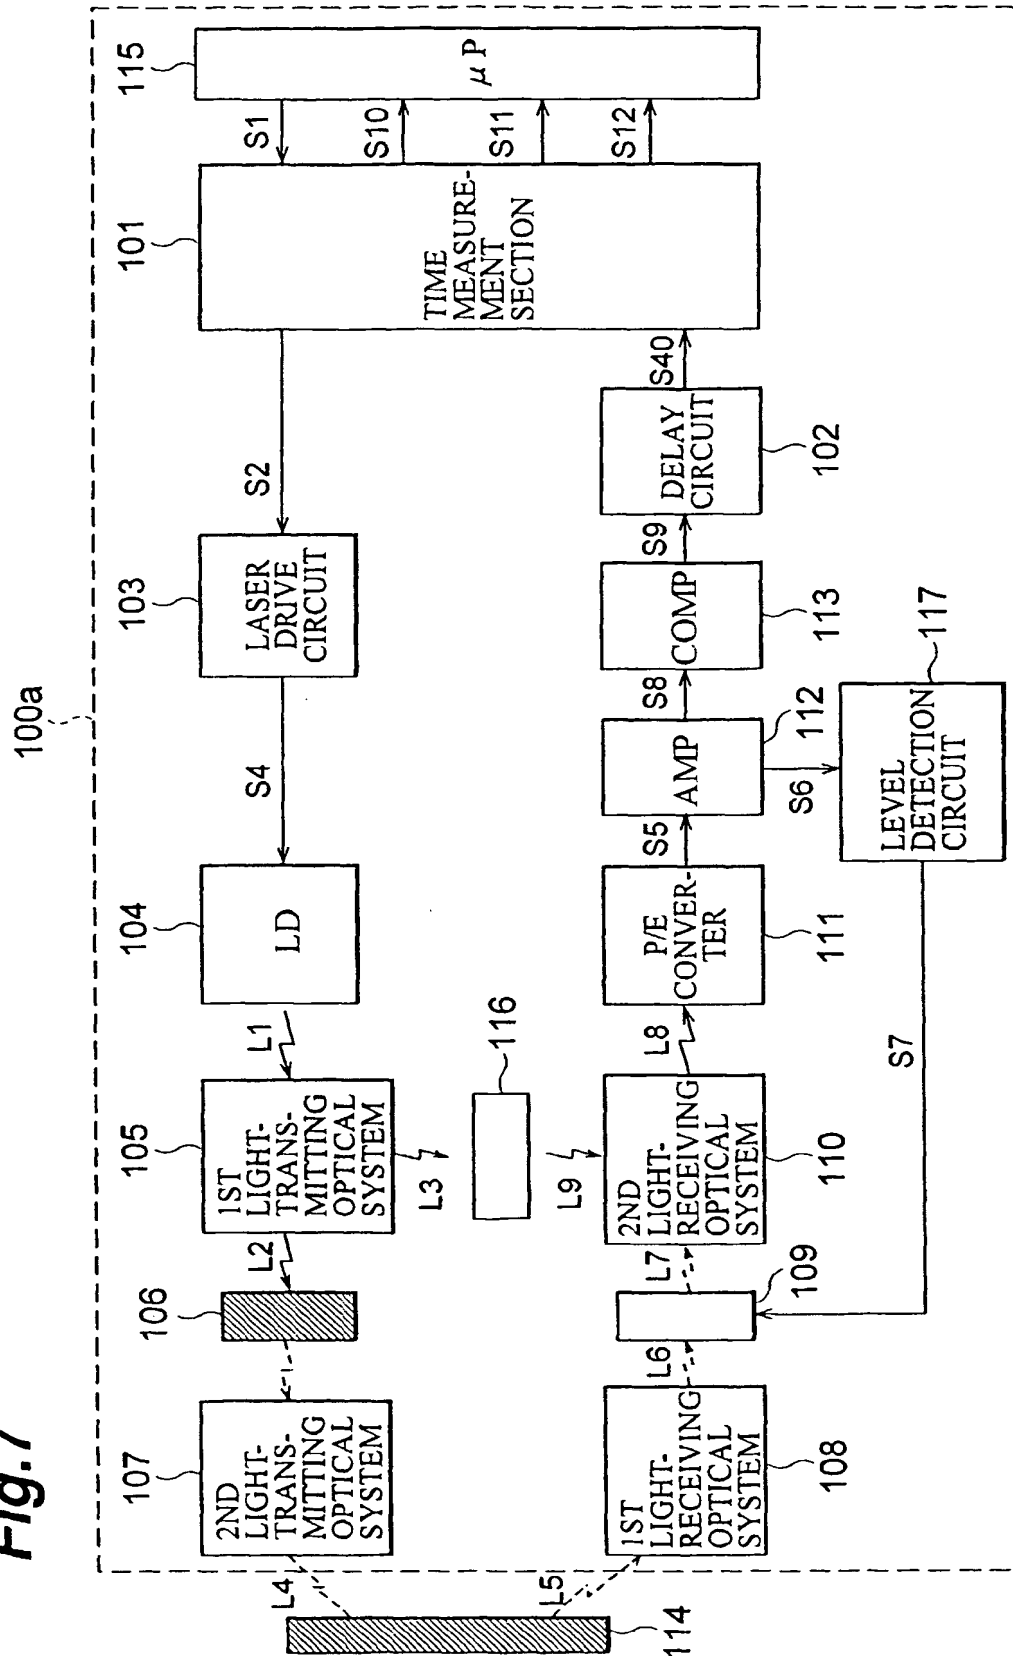 Fig.7
100a
115
μP
S1
S10
S11
S12
101
TIME
MEASURE-
MENT
SECTION
S2
S40
103
LASER
DRIVE
CIRCUIT
DELAY
CIRCUIT
102
S9
S4
COMP
113
S8
104
LD
AMP
112
S6
LEVEL
DETECTION
CIRCUIT
117
S5
P/E
CONVER-
TER
111
L1
L8
S7
105
1ST
LIGHT-
TRANS-
MITTING
OPTICAL
SYSTEM
L3
116
L9
2ND
LIGHT-
RECEIVING
OPTICAL
SYSTEM
110
L2
L7
106
109
L6
107
2ND
LIGHT-
TRANS-
MITTING
OPTICAL
SYSTEM
1ST
LIGHT-
RECEIVING
OPTICAL
SYSTEM
108
L4
L5
114